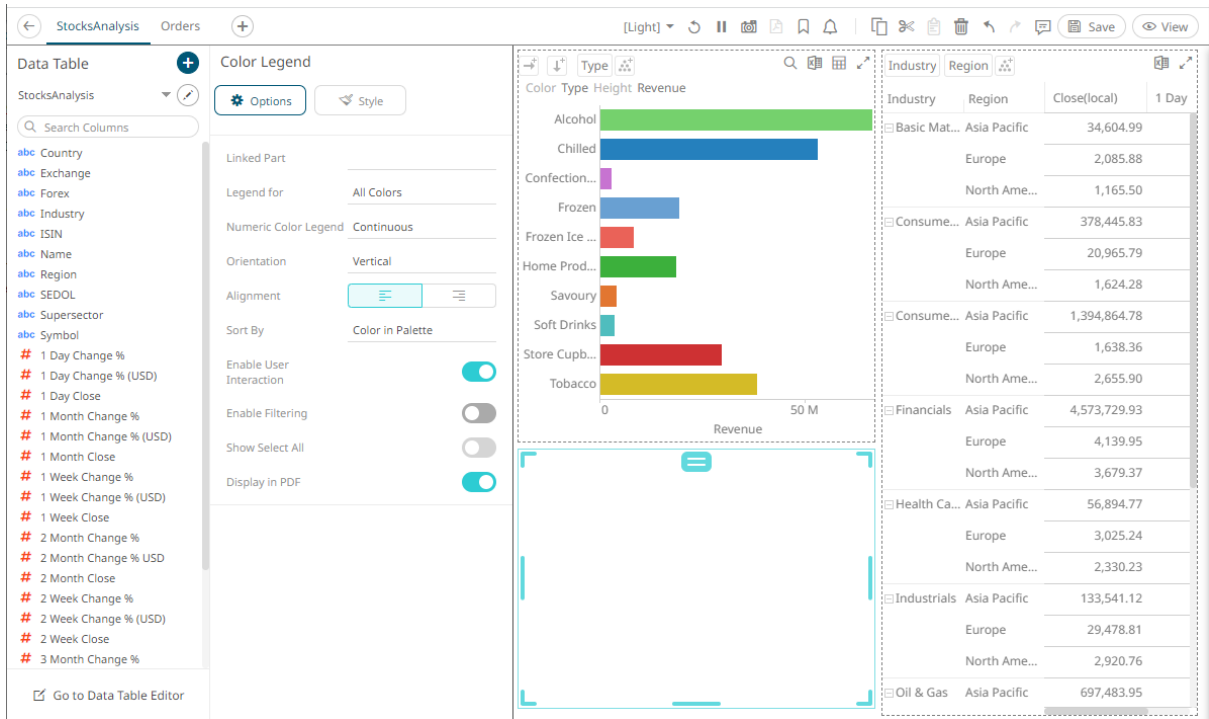 StocksAnalysis Orders
[Light]
Save
View
Data Table
StocksAnalysis
Search Columns
abc Country
abc Exchange
abc Forex
abc Industry
abc ISIN
abc Name
abc Region
abc SEDOL
abc Supersector
abc Symbol
# 1 Day Change %
# 1 Day Change % (USD)
# 1 Day Close
# 1 Month Change %
# 1 Month Change % (USD)
# 1 Month Close
# 1 Week Change %
# 1 Week Change % (USD)
# 1 Week Close
# 2 Month Change %
# 2 Month Change % USD
# 2 Month Close
# 2 Week Change %
# 2 Week Change % (USD)
# 2 Week Close
# 3 Month Change %
Go to Data Table Editor
Color Legend
Options
Style
Linked Part
Legend for All Colors
Numeric Color Legend Continuous
Orientation Vertical
Alignment
Sort By Color in Palette
Enable User
Interaction
Enable Filtering
Show Select All
Display in PDF
Type
Color Type Height Revenue
Alcohol
Chilled
Confection...
Frozen
Frozen Ice ...
Home Prod...
Savoury
Soft Drinks
Store Cupb...
Tobacco
0 50 M
Revenue
Industry Region
Industry Region Close(local) 1 Day
Basic Mat... Asia Pacific 34,604.99
Europe 2,085.88
North Ame... 1,165.50
Consume... Asia Pacific 378,445.83
Europe 20,965.79
North Ame... 1,624.28
Consume... Asia Pacific 1,394,864.78
Europe 1,638.36
North Ame... 2,655.90
Financials Asia Pacific 4,573,729.93
Europe 4,139.95
North Ame... 3,679.37
Health Ca... Asia Pacific 56,894.77
Europe 3,025.24
North Ame... 2,330.23
Industrials Asia Pacific 133,541.12
Europe 29,478.81
North Ame... 2,920.76
Oil & Gas Asia Pacific 697,483.95